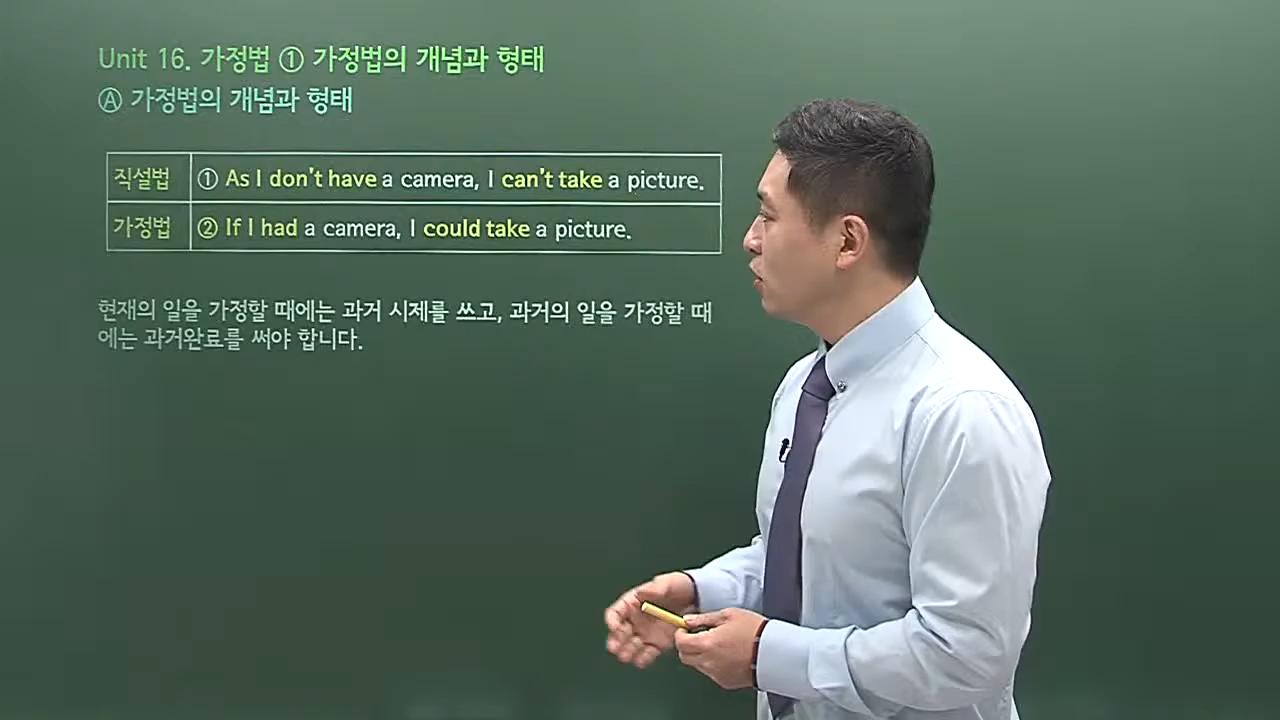 Unit 16. 가정법 ① 가정법의 개념과 형태
Ⓐ 가정법의 개념과 형태
직설법 ① As I don't have a camera, I can't take a picture.
가정법 ② If I had a camera, I could take a picture.
현재의 일을 가정할 때에는 과거 시제를 쓰고, 과거의 일을 가정할 때
에는 과거완료를 써야 합니다.